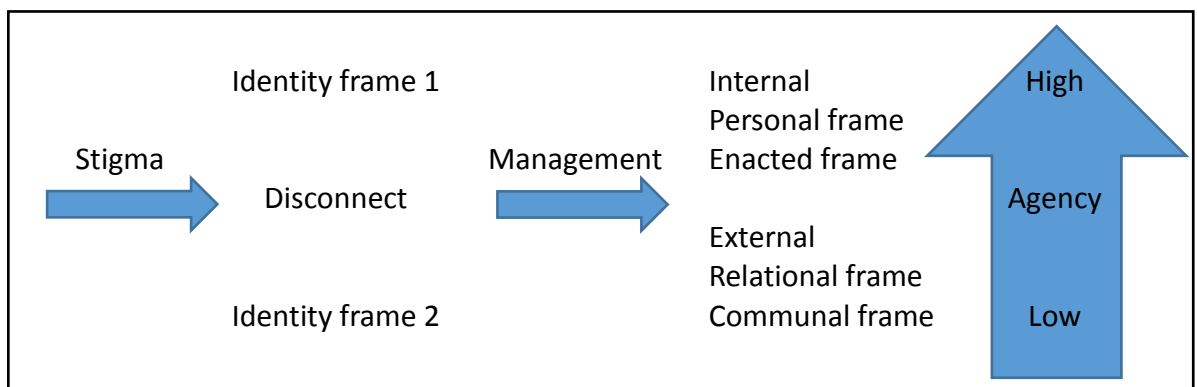 Stigma
Identity frame 1
Disconnect
Identity frame 2
Management
Internal
Personal frame
Enacted frame
External
Relational frame
Communal frame
High
Agency
Low